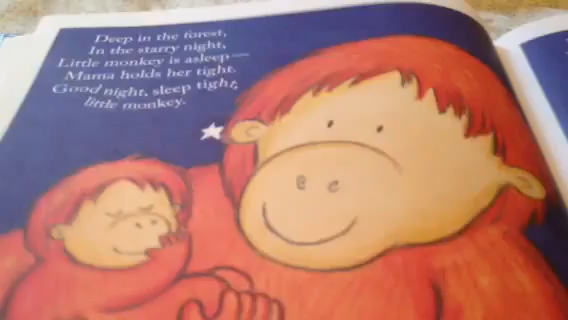 Deep in the forest,
In the starry night,
Little monkey is asleep—
Mama holds her tight.
Good night, sleep tight,
little monkey.